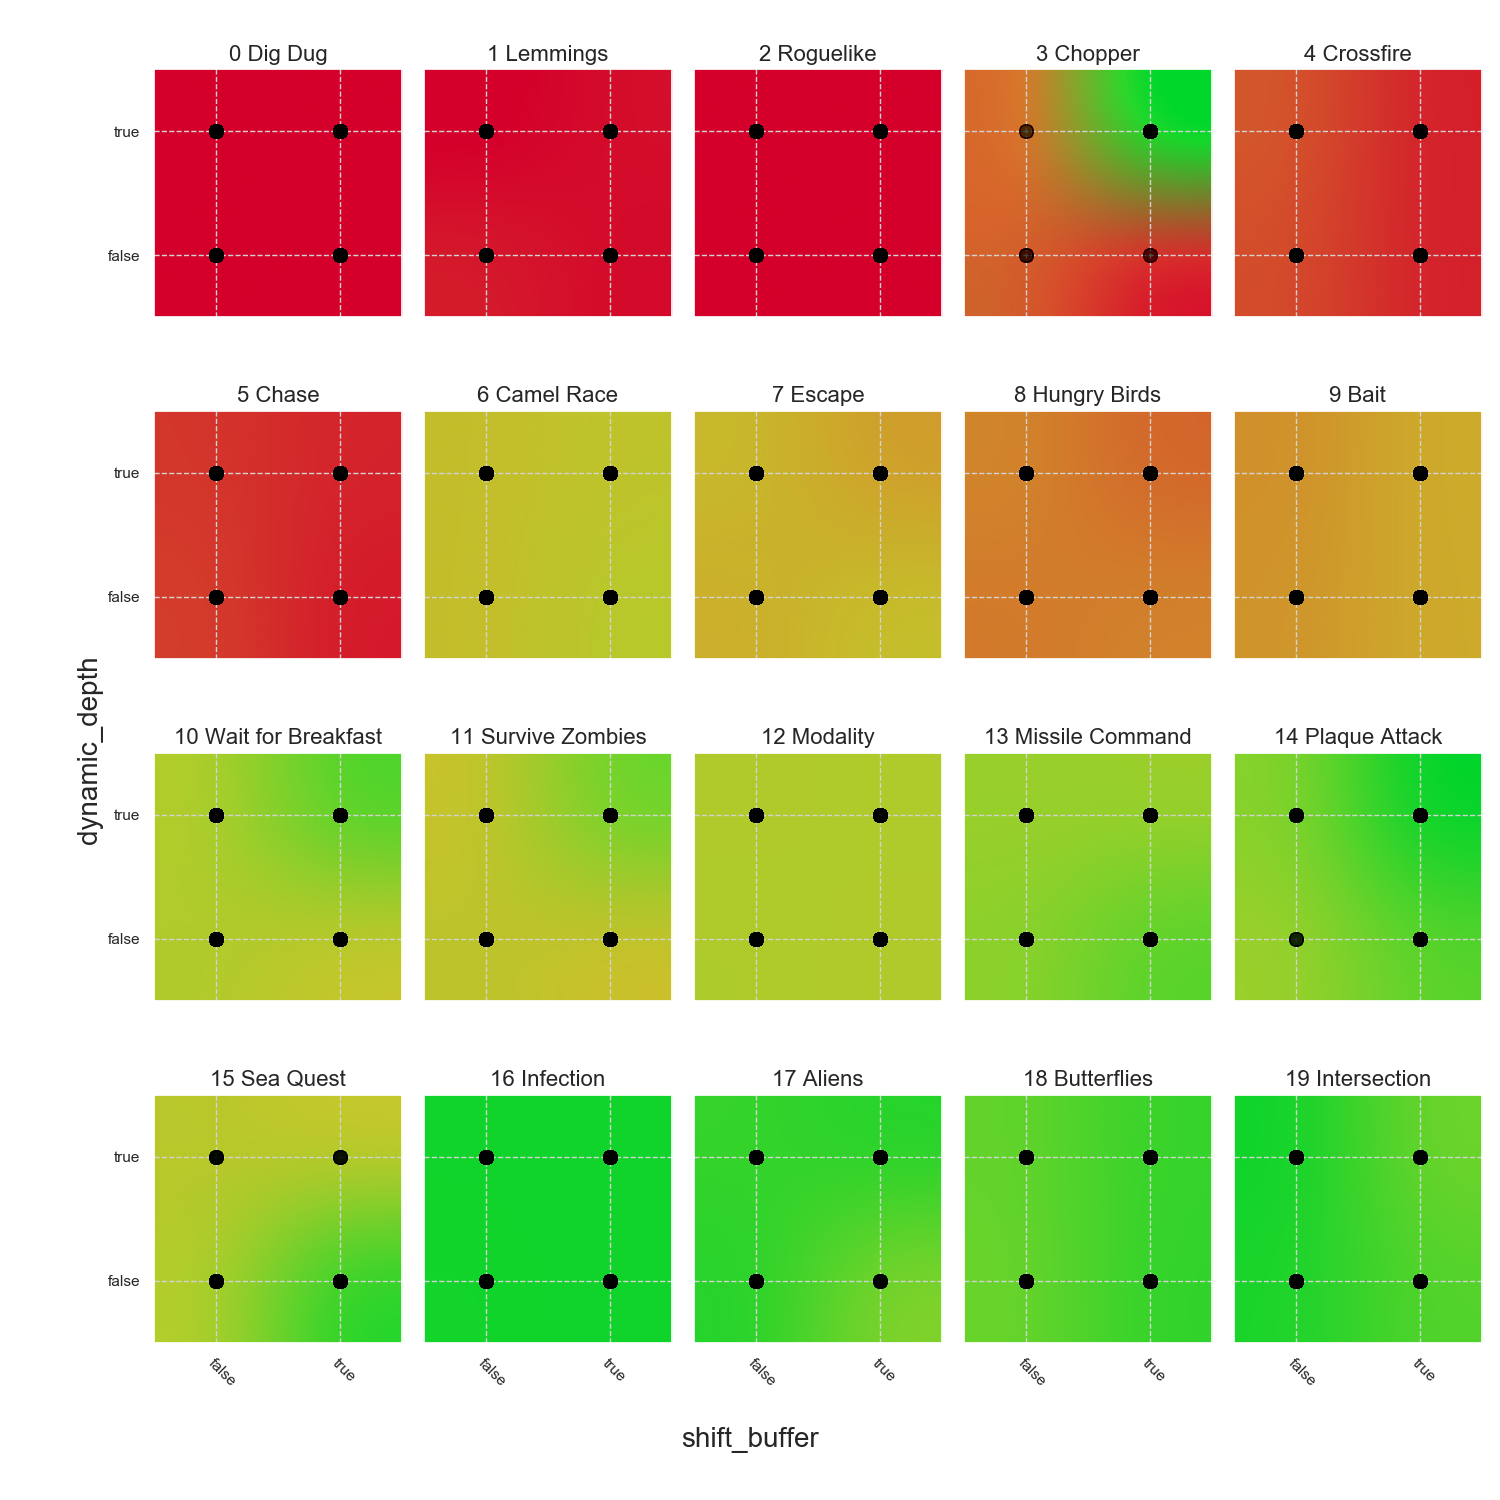 0 Dig Dug
1 Lemmings
2 Roguelike
3 Chopper
4 Crossfire
true
false
5 Chase
6 Camel Race
7 Escape
8 Hungry Birds
9 Bait
true
false
dynamic_depth
10 Wait for Breakfast
11 Survive Zombies
12 Modality
13 Missile Command
14 Plaque Attack
true
false
15 Sea Quest
16 Infection
17 Aliens
18 Butterflies
19 Intersection
true
false
false
true
false
true
false
true
false
true
false
true
shift_buffer